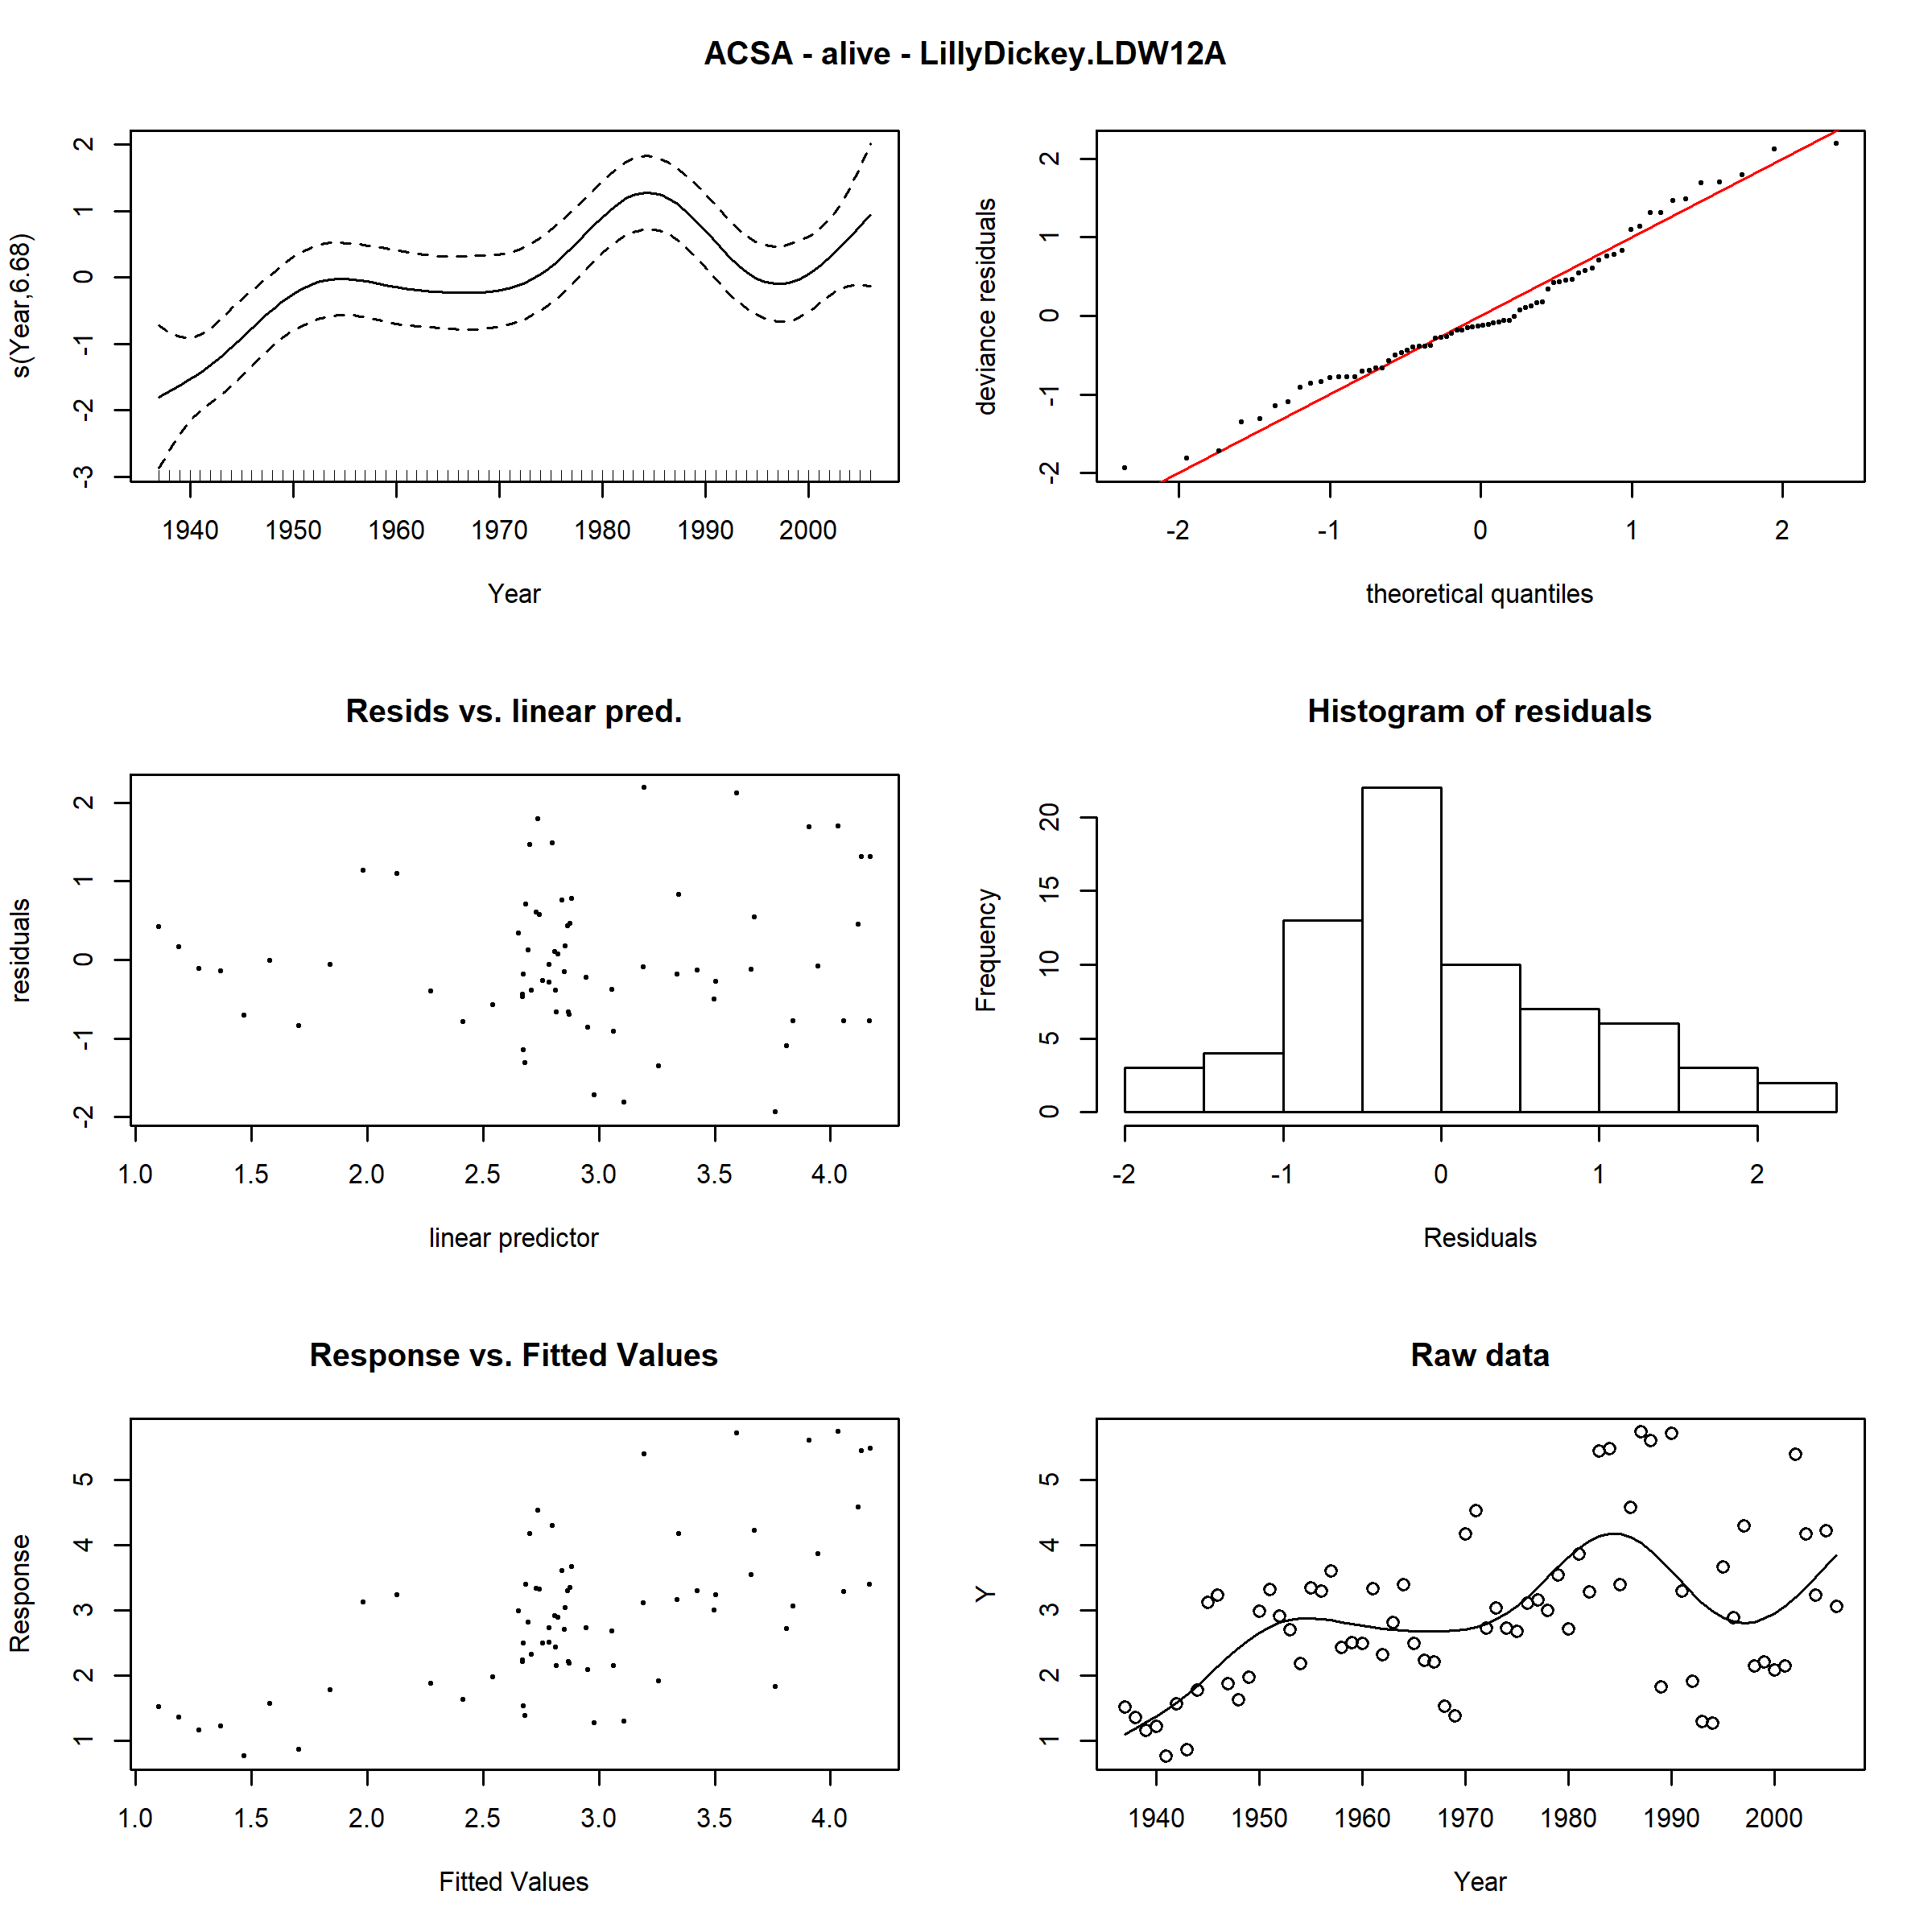 ACSA - alive - LillyDickey.LDW12A
s(Year,6.68)
2
1
0
-1
-2
-3
1940 1950 1960 1970 1980 1990 2000
Year
deviance residuals
2
1
0
-1
-2
-2 -1 0 1 2
theoretical quantiles
Resids vs. linear pred.
residuals
2
1
0
-1
-2
1.0 1.5 2.0 2.5 3.0 3.5 4.0
linear predictor
Histogram of residuals
Frequency
20
15
10
5
0
-2 -1 0 1 2
Residuals
Response vs. Fitted Values
Response
5
4
3
2
1
1.0 1.5 2.0 2.5 3.0 3.5 4.0
Fitted Values
Raw data
Y
5
4
3
2
1
1940 1950 1960 1970 1980 1990 2000
Year